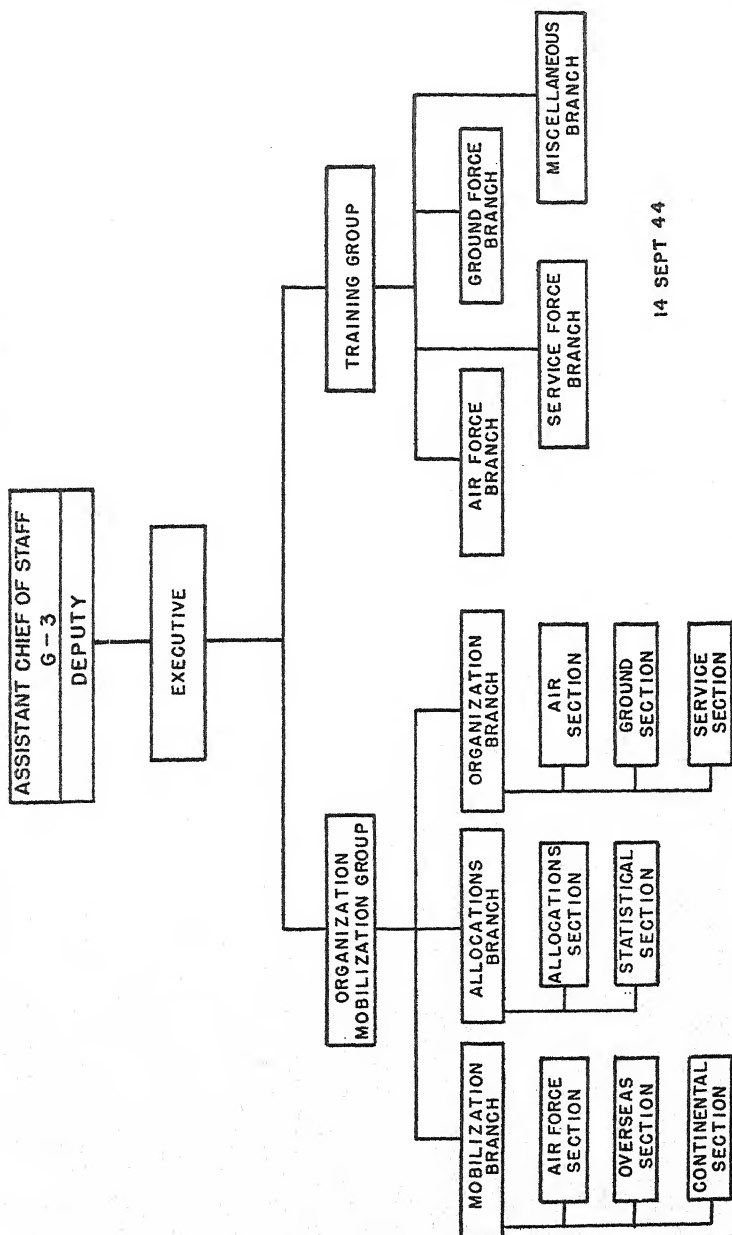 ASSISTANT CHIEF OF STAFF
G-3
DEPUTY
EXECUTIVE
ORGANIZATION
MOBILIZATION GROUP
TRAINING GROUP
MOBILIZATION
BRANCH
ALLOCATIONS
BRANCH
ORGANIZATION
BRANCH
AIR FORCE
BRANCH
GROUND FORCE
BRANCH
SERVICE FORCE
BRANCH
MISCELLANEOUS
BRANCH
AIR FORCE
SECTION
OVERSEAS
SECTION
CONTINENTAL
SECTION
ALLOCATIONS
SECTION
STATISTICAL
SECTION
AIR
SECTION
GROUND
SECTION
SERVICE
SECTION
14 SEPT 44